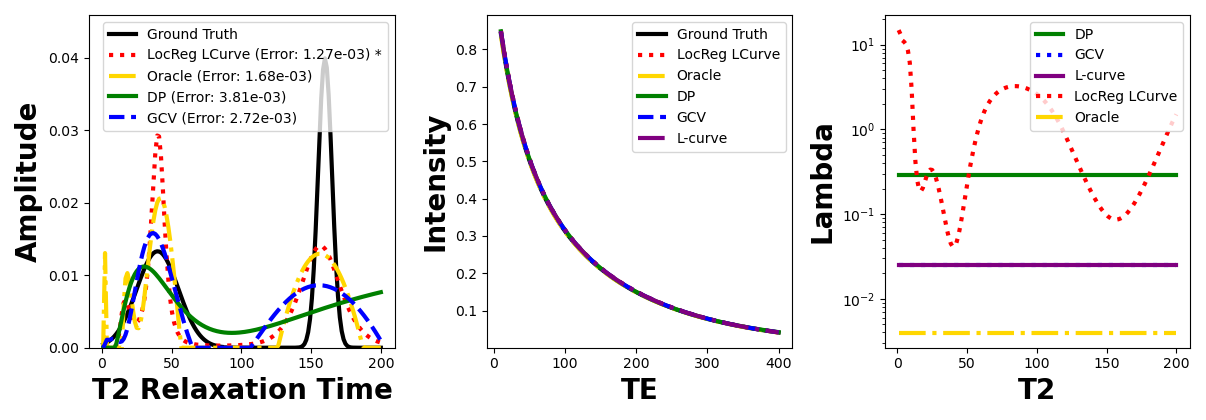 Amplitude
0.04
0.03
0.02
0.01
0.00
Ground Truth
LocReg LCurve (Error: 1.27e-03) *
Oracle (Error: 1.68e-03)
DP (Error: 3.81e-03)
GCV (Error: 2.72e-03)
0 50 100 150 200
T2 Relaxation Time
Intensity
0.8
0.7
0.6
0.5
0.4
0.3
0.2
0.1
Ground Truth
LocReg LCurve
Oracle
DP
GCV
L-curve
0 100 200 300 400
TE
Lambda
10¹
10⁰
10⁻¹
10⁻²
DP
GCV
L-curve
LocReg LCurve
Oracle
0 50 100 150 200
T2